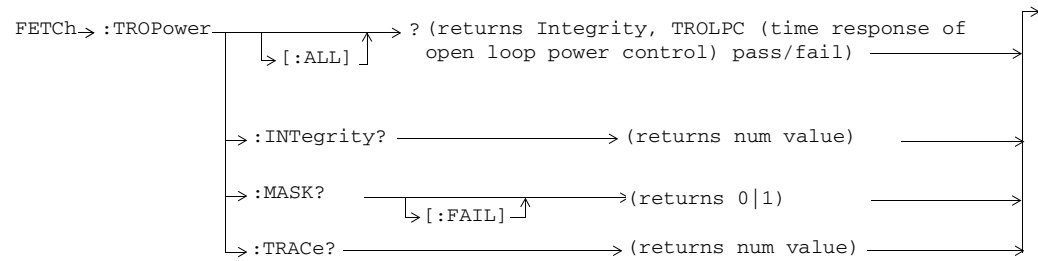 FETCh :TROPower ? (returns Integrity, TROLPC (time response of
[:ALL] open loop power control) pass/fail)
:INTegrity? (returns num value)
:MASK? (returns 0|1)
[:FAIL]
:TRACe? (returns num value)